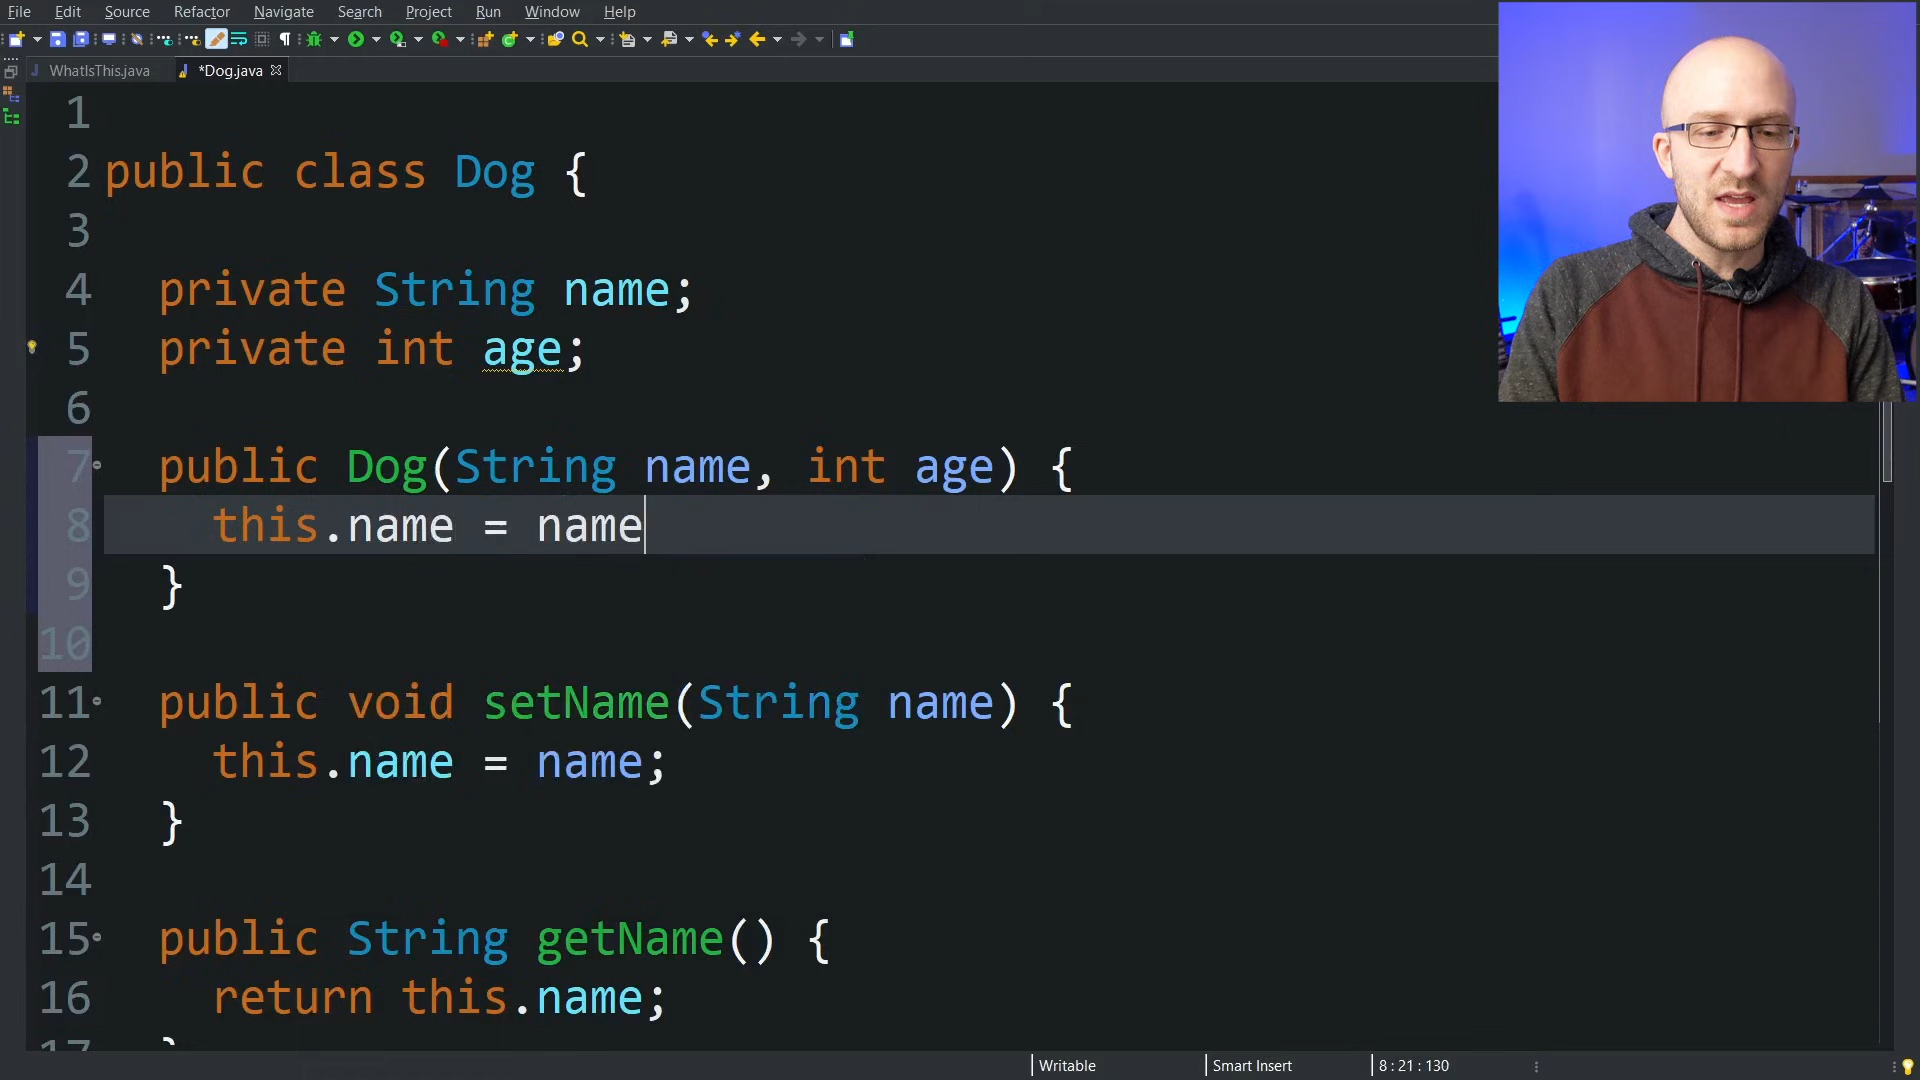 File Edit Source Refactor Navigate Search Project Run Window Help
WhatIsThis.java *Dog.java
1
2 public class Dog {
3
4 private String name;
5 private int age;
6
7 public Dog(String name, int age) {
8 this.name = name
9 }
10
11 public void setName(String name) {
12 this.name = name;
13 }
14
15 public String getName() {
16 return this.name;
17 }
Writable Smart Insert 8 : 21 : 130